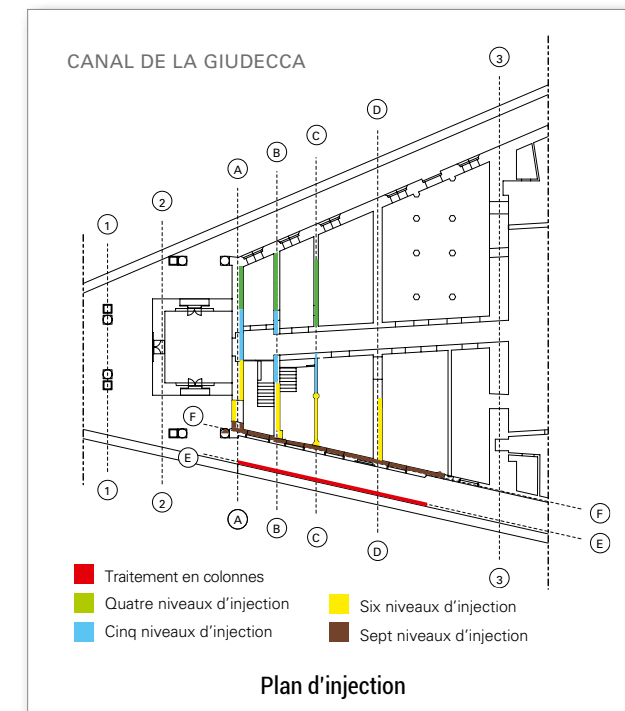 CANAL DE LA GIUDECCA
3
D
C
B
A
2
1
F
E
1
2
A
B
C
D
3
F
E
Traitement en colonnes
Quatre niveaux d'injection
Cinq niveaux d'injection
Six niveaux d'injection
Sept niveaux d'injection
Plan d'injection